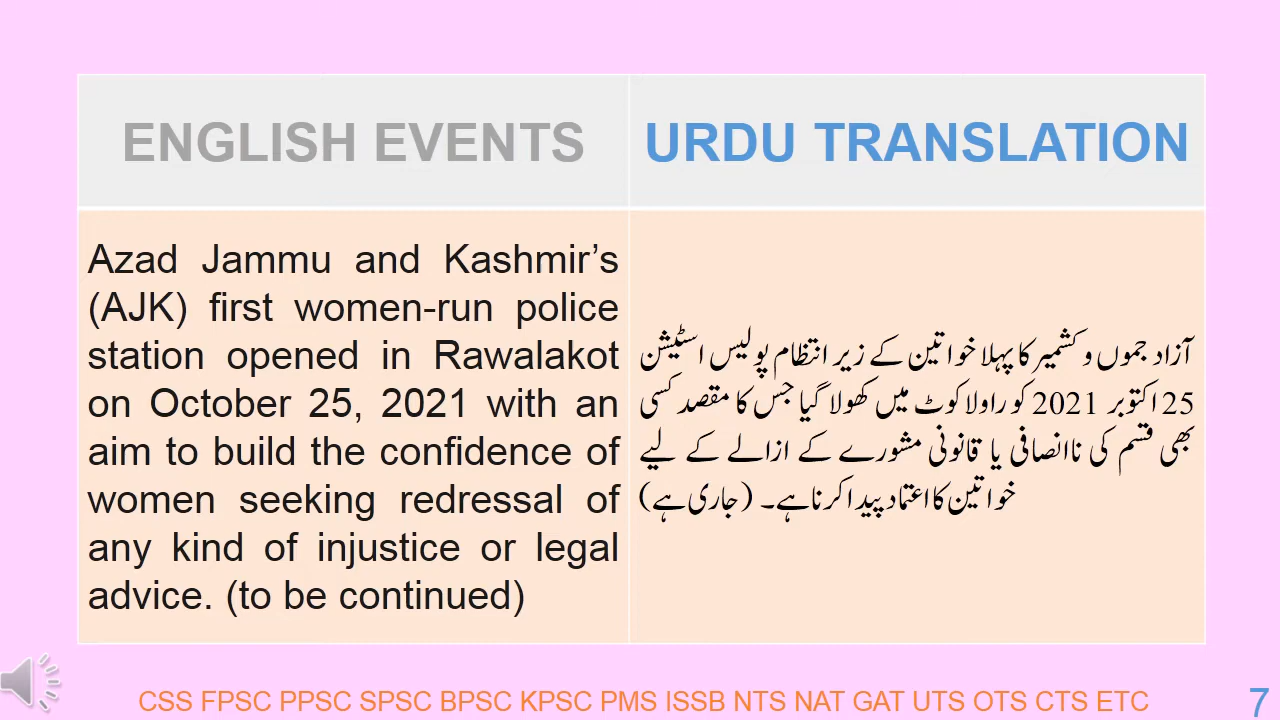 ENGLISH EVENTS
URDU TRANSLATION
Azad Jammu and Kashmir’s
(AJK) first women-run police
station opened in Rawalakot
on October 25, 2021 with an
aim to build the confidence of
women seeking redressal of
any kind of injustice or legal
advice. (to be continued)
آزاد جموں و کشمیر کا پہلا خواتین کے زیر انتظام پولیس اسٹیشن
25 اکتوبر 2021 کو راولاکوٹ میں کھولا گیا جس کا مقصد کسی
بھی قسم کی ناانصافی یا قانونی مشورے کے ازالے کے لیے
خواتین کا اعتماد پیدا کرنا ہے۔ (جاری ہے)
CSS FPSC PPSC SPSC BPSC KPSC PMS ISSB NTS NAT GAT UTS OTS CTS ETC
7